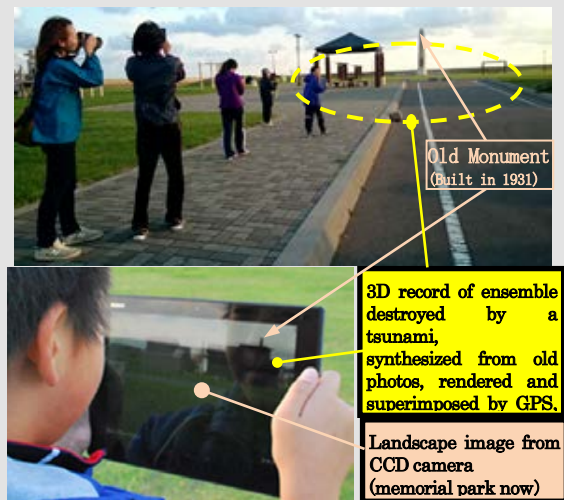 Old Monument
(Built in 1931)
3D record of ensemble
destroyed by a
tsunami,
synthesized from old
photos, rendered and
superimposed by GPS,
Landscape image from
CCD camera
(memorial park now)